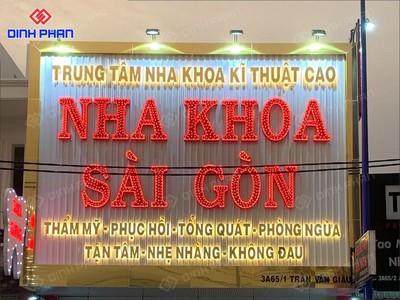 DINH PHAN
TRUNG TÂM NHA KHOA KĨ THUẬT CAO
NHA KHOA
SÀI GÒN
THẨM MỸ - PHỤC HỒI - TỔNG QUÁT - PHÒNG NGỪA
TẬN TÂM - NHẸ NHÀNG - KHÔNG ĐAU
3A65/1 TRẦN VĂN GIÀU